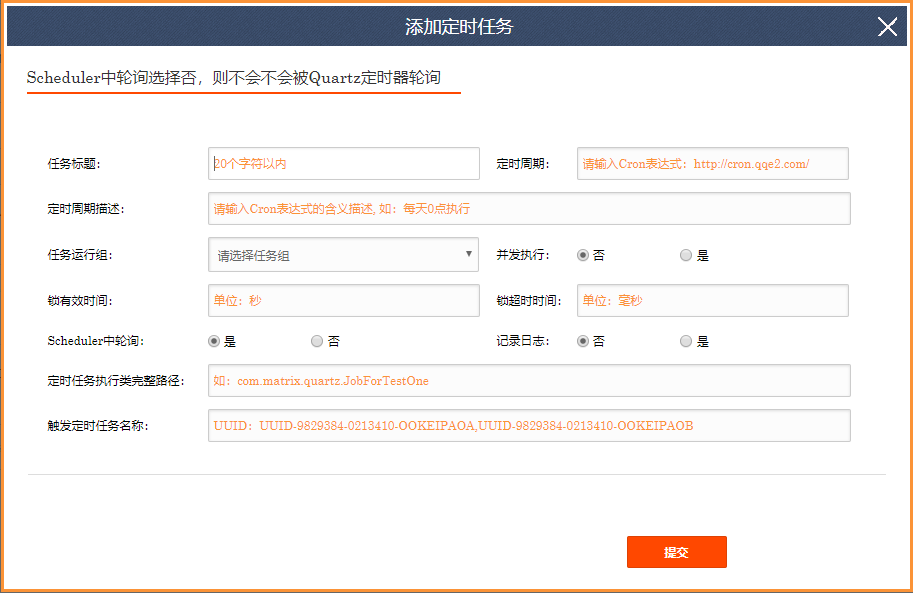 添加定时任务
Scheduler中轮询选择否，则不会不会被Quartz定时器轮询
任务标题： 20个字符以内 定时周期： 请输入Cron表达式：http://cron.qqe2.com/
定时周期描述： 请输入Cron表达式的含义描述, 如：每天0点执行
任务运行组： 请选择任务组 并发执行： 否 是
锁有效时间： 单位：秒 锁超时时间： 单位：毫秒
Scheduler中轮询： 是 否 记录日志： 否 是
定时任务执行类完整路径： 如：com.matrix.quartz.JobForTestOne
触发定时任务名称： UUID：UUID-9829384-0213410-OOKEIPAOA,UUID-9829384-0213410-OOKEIPAOB
提交